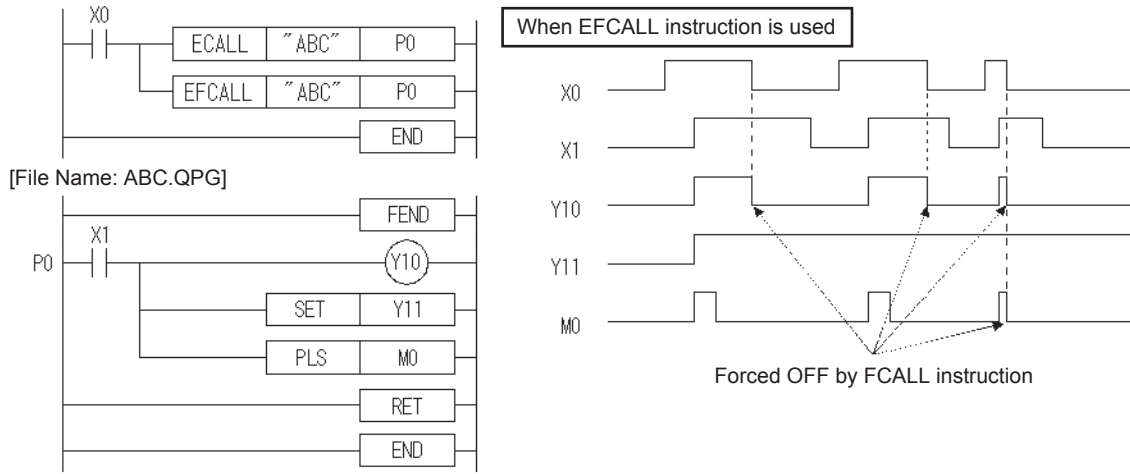 X0
ECALL "ABC" P0
EFCALL "ABC" P0
END
[File Name: ABC.QPG]
FEND
X1
P0 Y10
SET Y11
PLS M0
RET
END
When EFCALL instruction is used
X0
X1
Y10
Y11
M0
Forced OFF by FCALL instruction